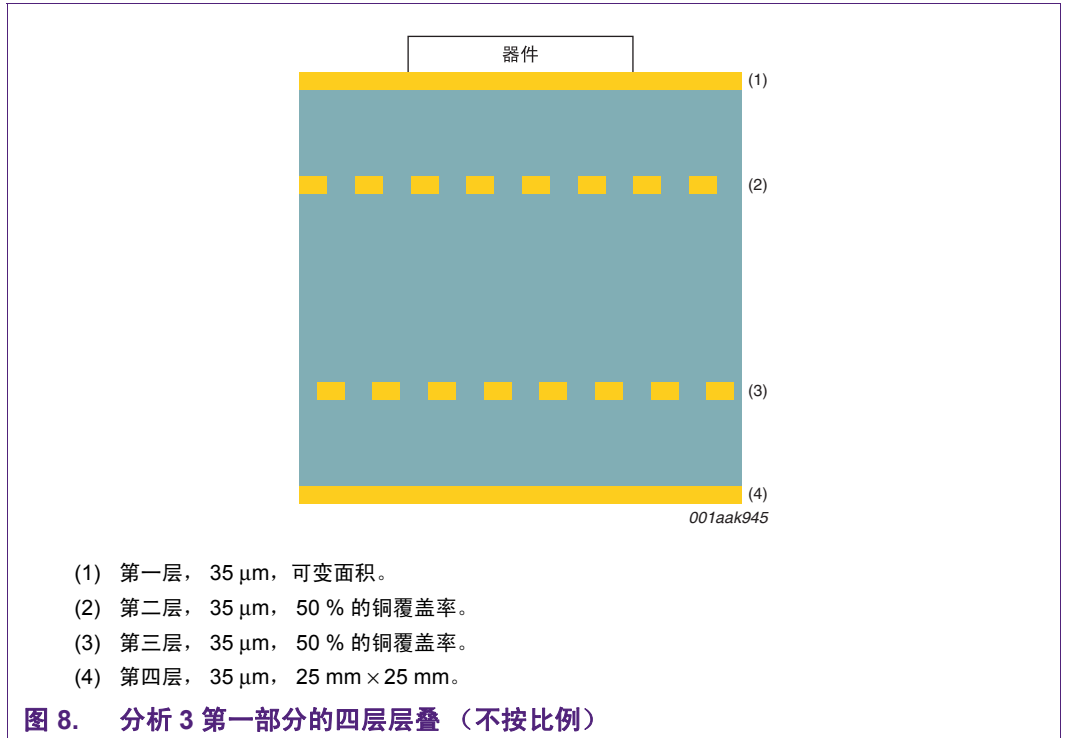 器件
(1)
(2)
(3)
(4)
001aak945
(1) 第一层， 35 μm，可变面积。
(2) 第二层， 35 μm， 50 % 的铜覆盖率。
(3) 第三层， 35 μm， 50 % 的铜覆盖率。
(4) 第四层， 35 μm， 25 mm × 25 mm。
图 8. 分析 3 第一部分的四层层叠 （不按比例）